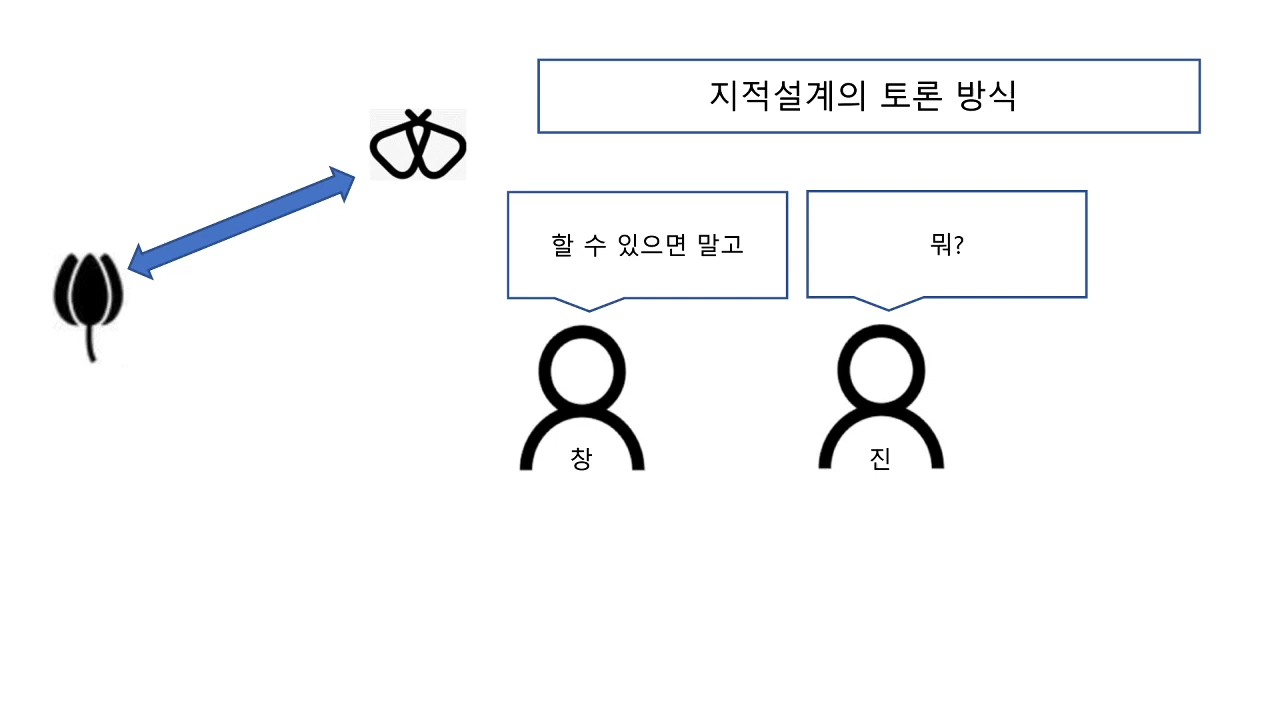 지적설계의 토론 방식
할 수 있으면 말고
뭐?
창
진